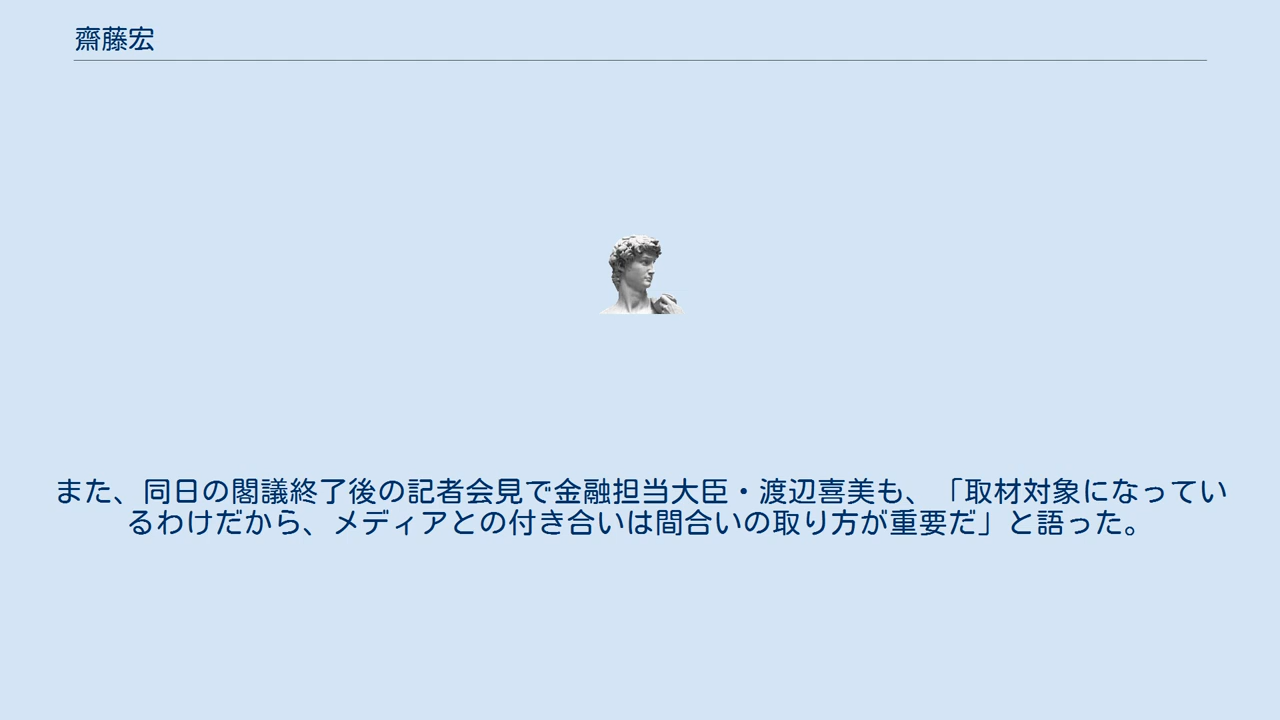 齋藤宏
また、同日の閣議終了後の記者会見で金融担当大臣・渡辺喜美も、「取材対象になってい
るわけだから、メディアとの付き合いは間合いの取り方が重要だ」と語った。